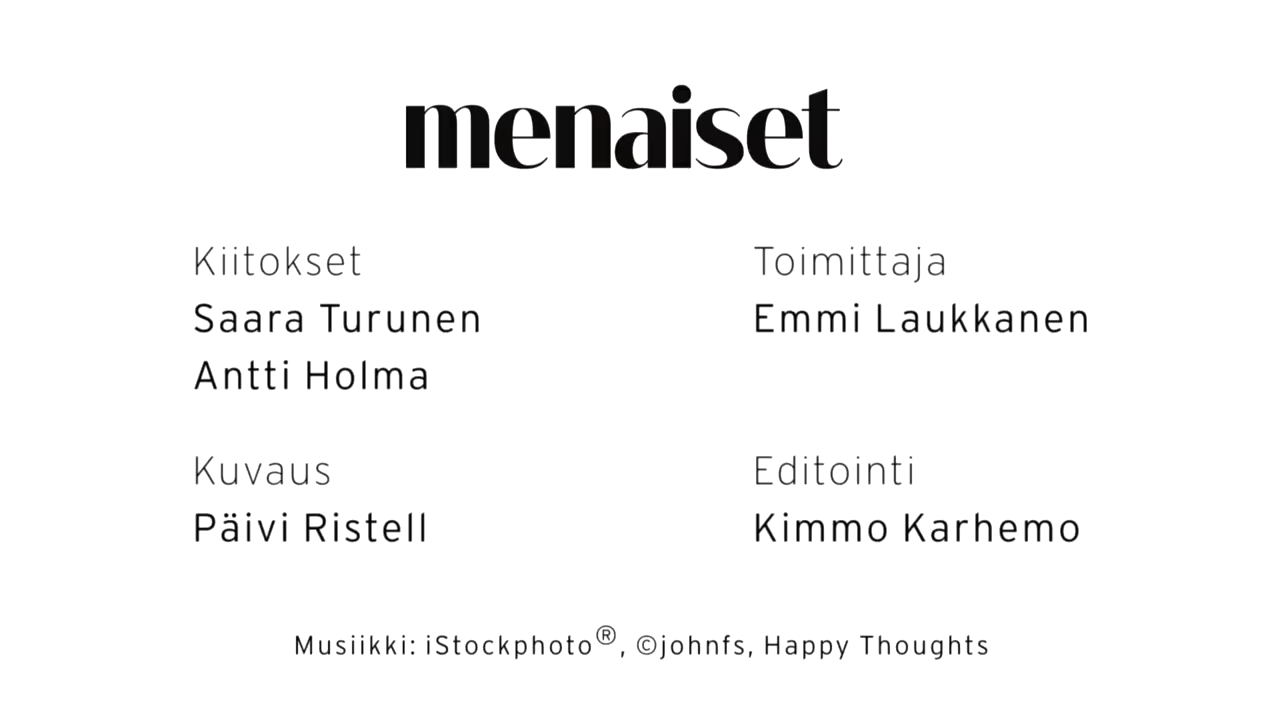 menaiset
Kiitokset
Saara Turunen
Antti Holma
Toimittaja
Emmi Laukkanen
Kuvaus
Päivi Ristell
Editointi
Kimmo Karhemo
Musiikki: iStockphoto®, ©johnfs, Happy Thoughts